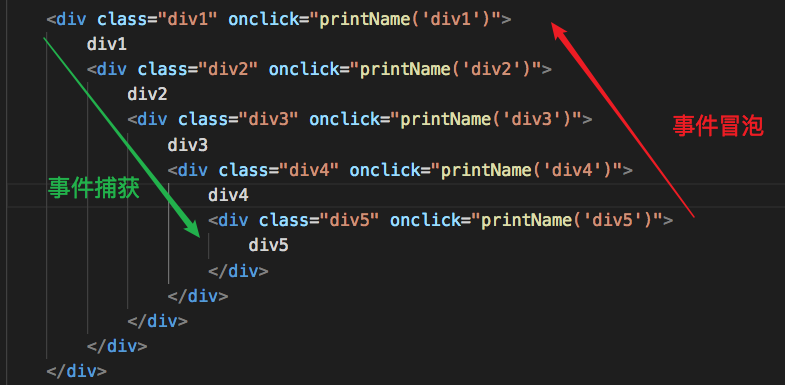 <div class="div1" onclick="printName('div1')">
div1
<div class="div2" onclick="printName('div2')">
div2
<div class="div3" onclick="printName('div3')">
事件冒泡
div3
<div class="div4" onclick="printName('div4')">
事件捕获
div4
<div class="div5" onclick="printName('div5')">
div5
</div>
</div>
</div>
</div>
</div>